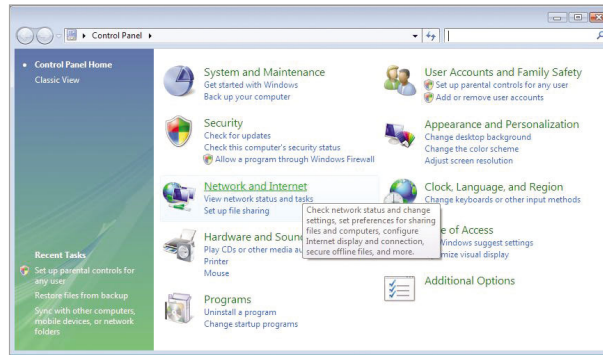 Control Panel
Control Panel Home
Classic View
System and Maintenance
Get started with Windows
Back up your computer
Security
Check for updates
Check this computer's security status
Allow a program through Windows Firewall
Network and Internet
View network status and tasks
Set up file sharing
Check network status and change
settings, set preferences for sharing
files and computers, configure
Internet display and connection,
secure offline files, and more.
Hardware and Soun
Play CDs or other media au
Printer
Mouse
Programs
Uninstall a program
Change startup programs
User Accounts and Family Safety
Set up parental controls for any user
Add or remove user accounts
Appearance and Personalization
Change desktop background
Change the color scheme
Adjust screen resolution
Clock, Language, and Region
Change keyboards or other input methods
of Access
Windows suggest settings
mize visual display
Additional Options
Recent Tasks
Set up parental controls for
any user
Restore files from backup
Sync with other computers,
mobile devices, or network
folders